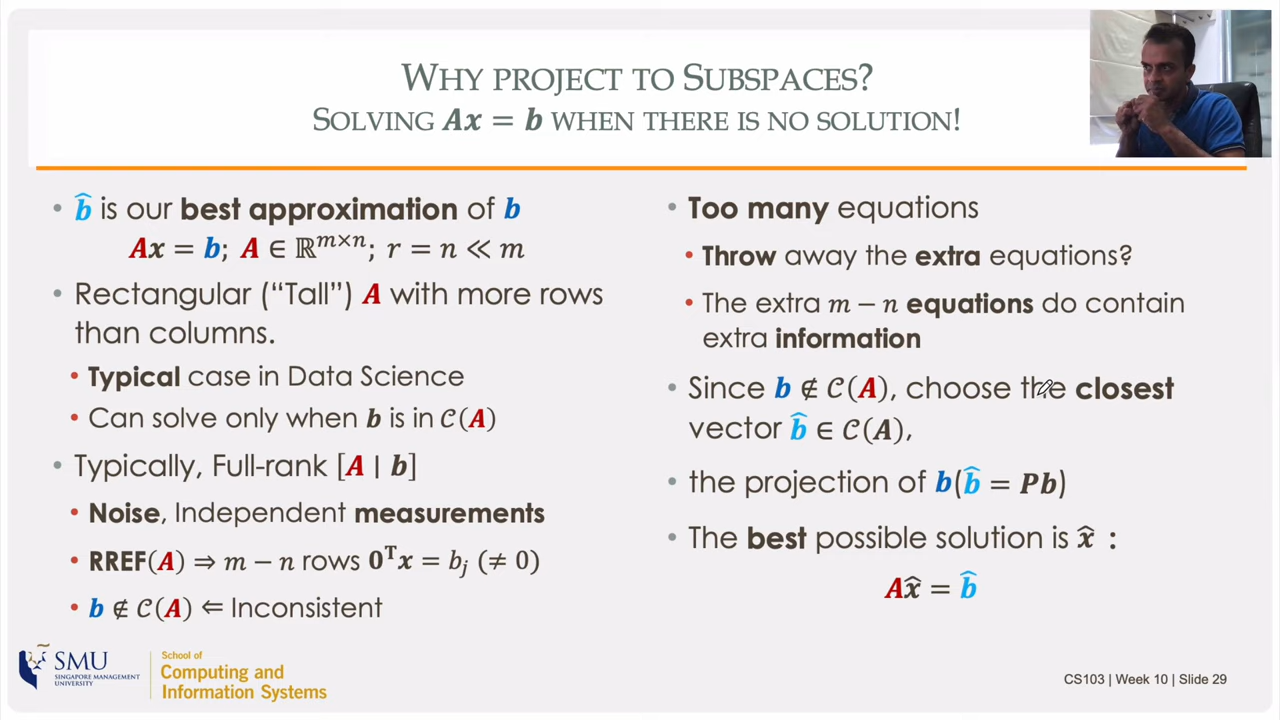 WHY PROJECT TO SUBSPACES?
SOLVING Ax = b WHEN THERE IS NO SOLUTION!
• b̂ is our best approximation of b
Ax = b; A ∈ ℝᵐˣⁿ; r = n ≪ m
• Rectangular (“Tall”) A with more rows
than columns.
• Typical case in Data Science
• Can solve only when b is in 𝒞(A)
• Typically, Full-rank [A | b]
• Noise, Independent measurements
• RREF(A) ⇒ m − n rows 0ᵀx = bⱼ (≠ 0)
• b ∉ 𝒞(A) ⇐ Inconsistent
• Too many equations
• Throw away the extra equations?
• The extra m − n equations do contain
extra information
• Since b ∉ 𝒞(A), choose the closest
vector b̂ ∈ 𝒞(A),
• the projection of b(b̂ = Pb)
• The best possible solution is x̂ :
Ax̂ = b̂
SMU
SINGAPORE MANAGEMENT
UNIVERSITY
School of
Computing and
Information Systems
CS103 | Week 10 | Slide 29